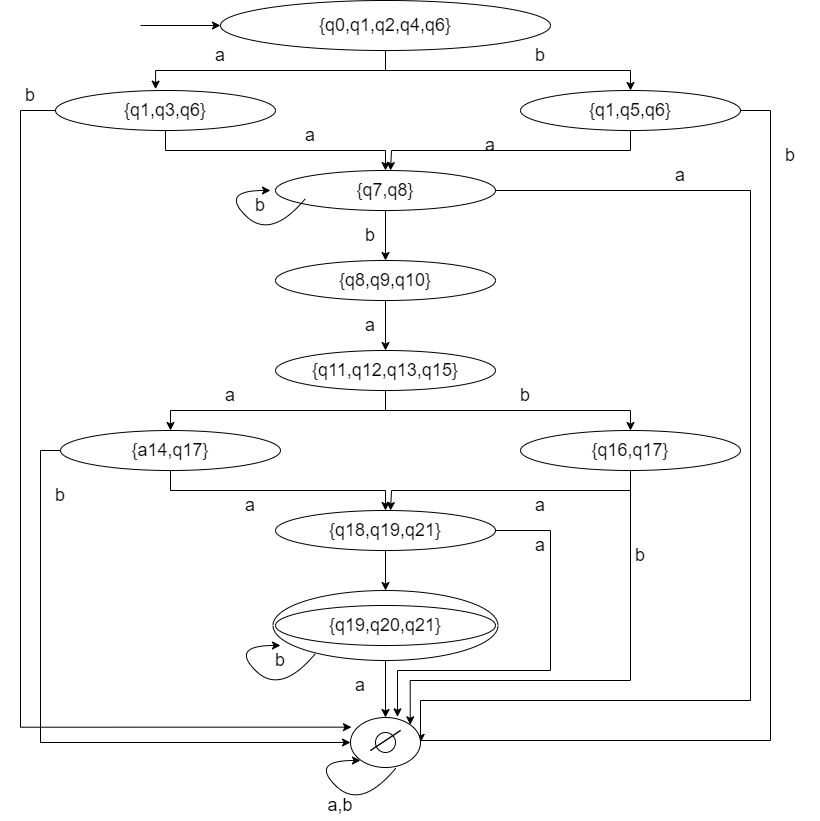 {q0,q1,q2,q4,q6}
a
b
b
{q1,q3,q6}
{q1,q5,q6}
a
a
b
a
{q7,q8}
b
b
{q8,q9,q10}
a
{q11,q12,q13,q15}
a
b
{a14,q17}
{q16,q17}
b
a
a
{q18,q19,q21}
a
b
{q19,q20,q21}
b
a
∅
a,b